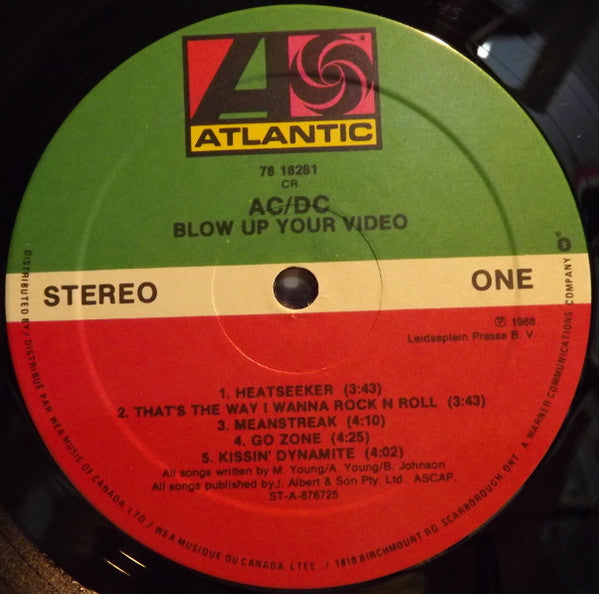 ATLANTIC
78 18281
CR
AC/DC
BLOW UP YOUR VIDEO
STEREO
ONE
℗ 1988
Leidseplein Presse B. V.
1. HEATSEEKER (3:43)
2. THAT'S THE WAY I WANNA ROCK N ROLL (3:43)
3. MEANSTREAK (4:10)
4. GO ZONE (4:25)
5. KISSIN' DYNAMITE (4:02)
All songs written by M. Young/A. Young/B. Johnson
All songs published by J. Albert & Son Pty. Ltd., ASCAP.
ST-A-876725
DISTRIBUTED BY / DISTRIBUÉ PAR WEA MUSIC OF CANADA, LTD / WEA MUSIQUE DU CANADA, LTEE / 1810 BIRCHMOUNT RD. SCARBOROUGH ONT. A WARNER COMMUNICATIONS COMPANY